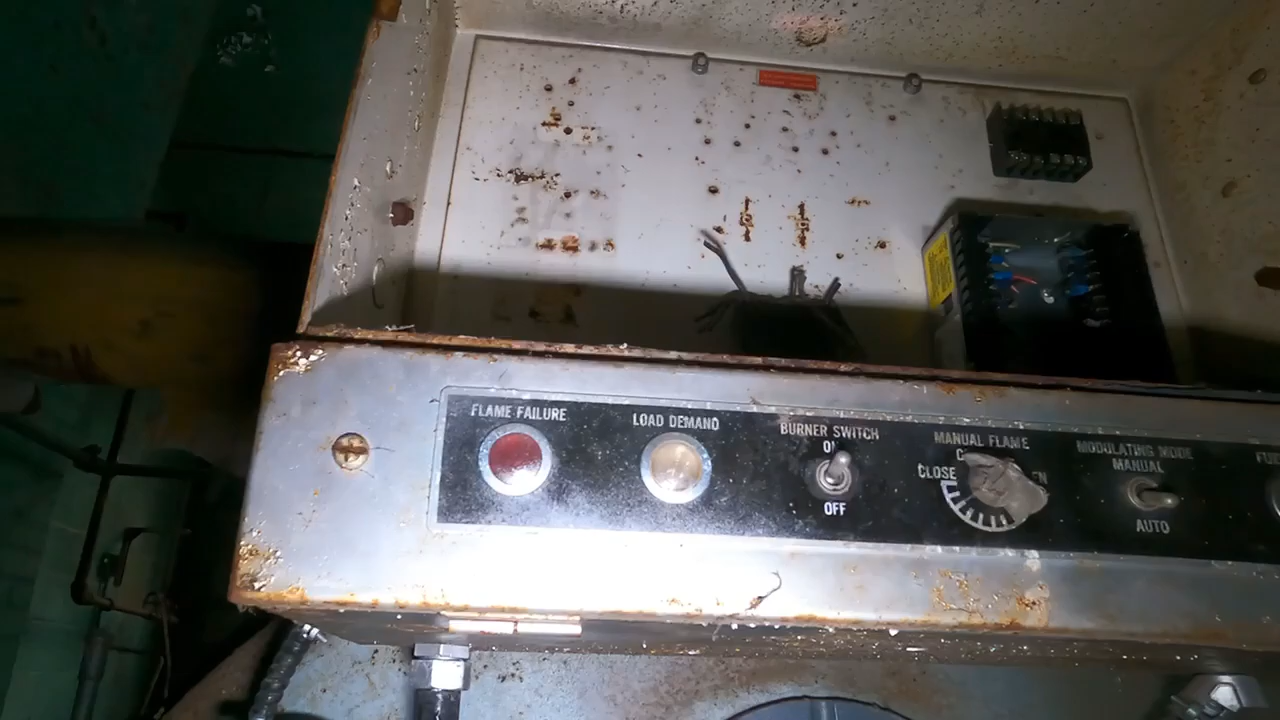 FLAME FAILURE
LOAD DEMAND
BURNER SWITCH
ON
OFF
MANUAL FLAME
CLOSE
MODULATING MODE
MANUAL
AUTO